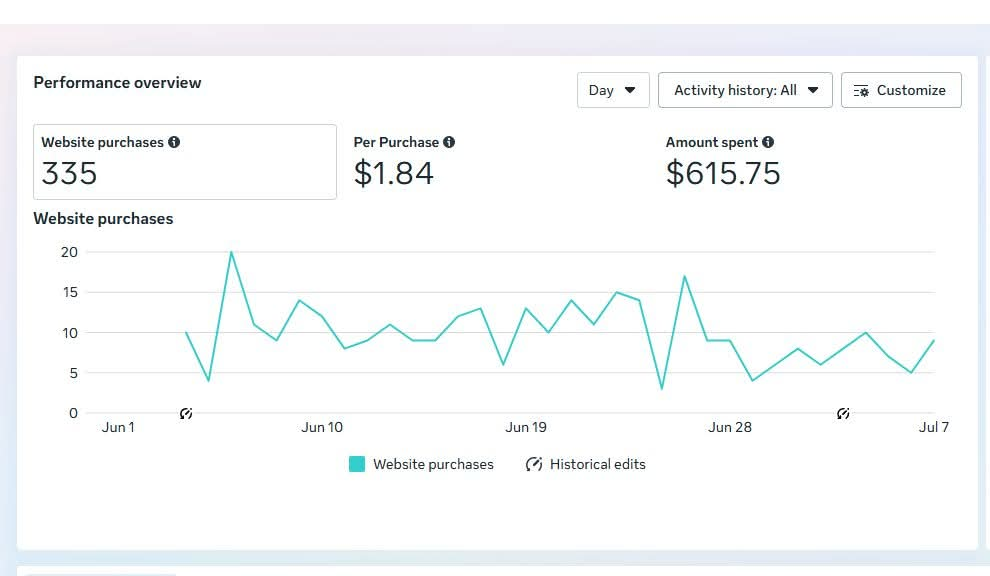 Performance overview
Day
Activity history: All
Customize
Website purchases
335
Per Purchase
$1.84
Amount spent
$615.75
Website purchases
20
15
10
5
0
Jun 1
Jun 10
Jun 19
Jun 28
Jul 7
Website purchases
Historical edits